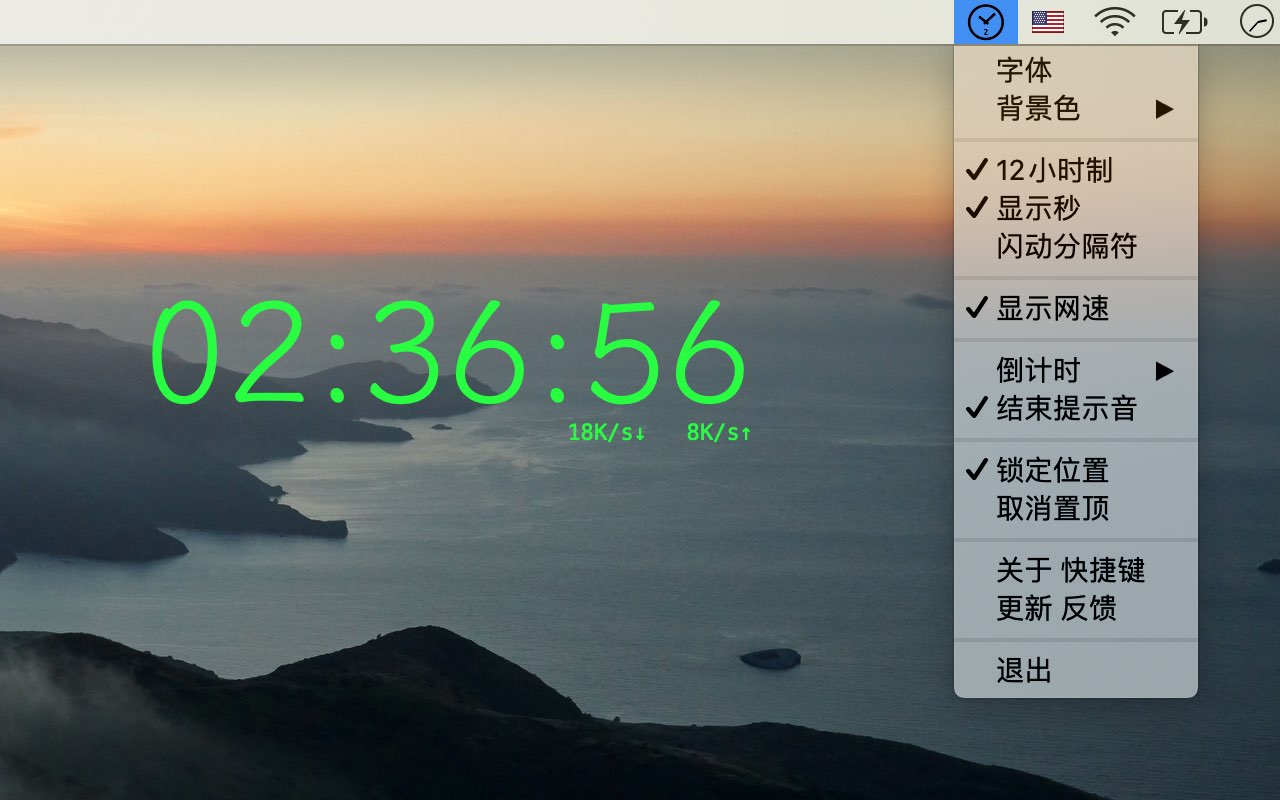 字体
背景色
12小时制
显示秒
闪动分隔符
显示网速
倒计时
结束提示音
锁定位置
取消置顶
关于 快捷键
更新 反馈
退出
02:36:56
18K/s↓ 8K/s↑